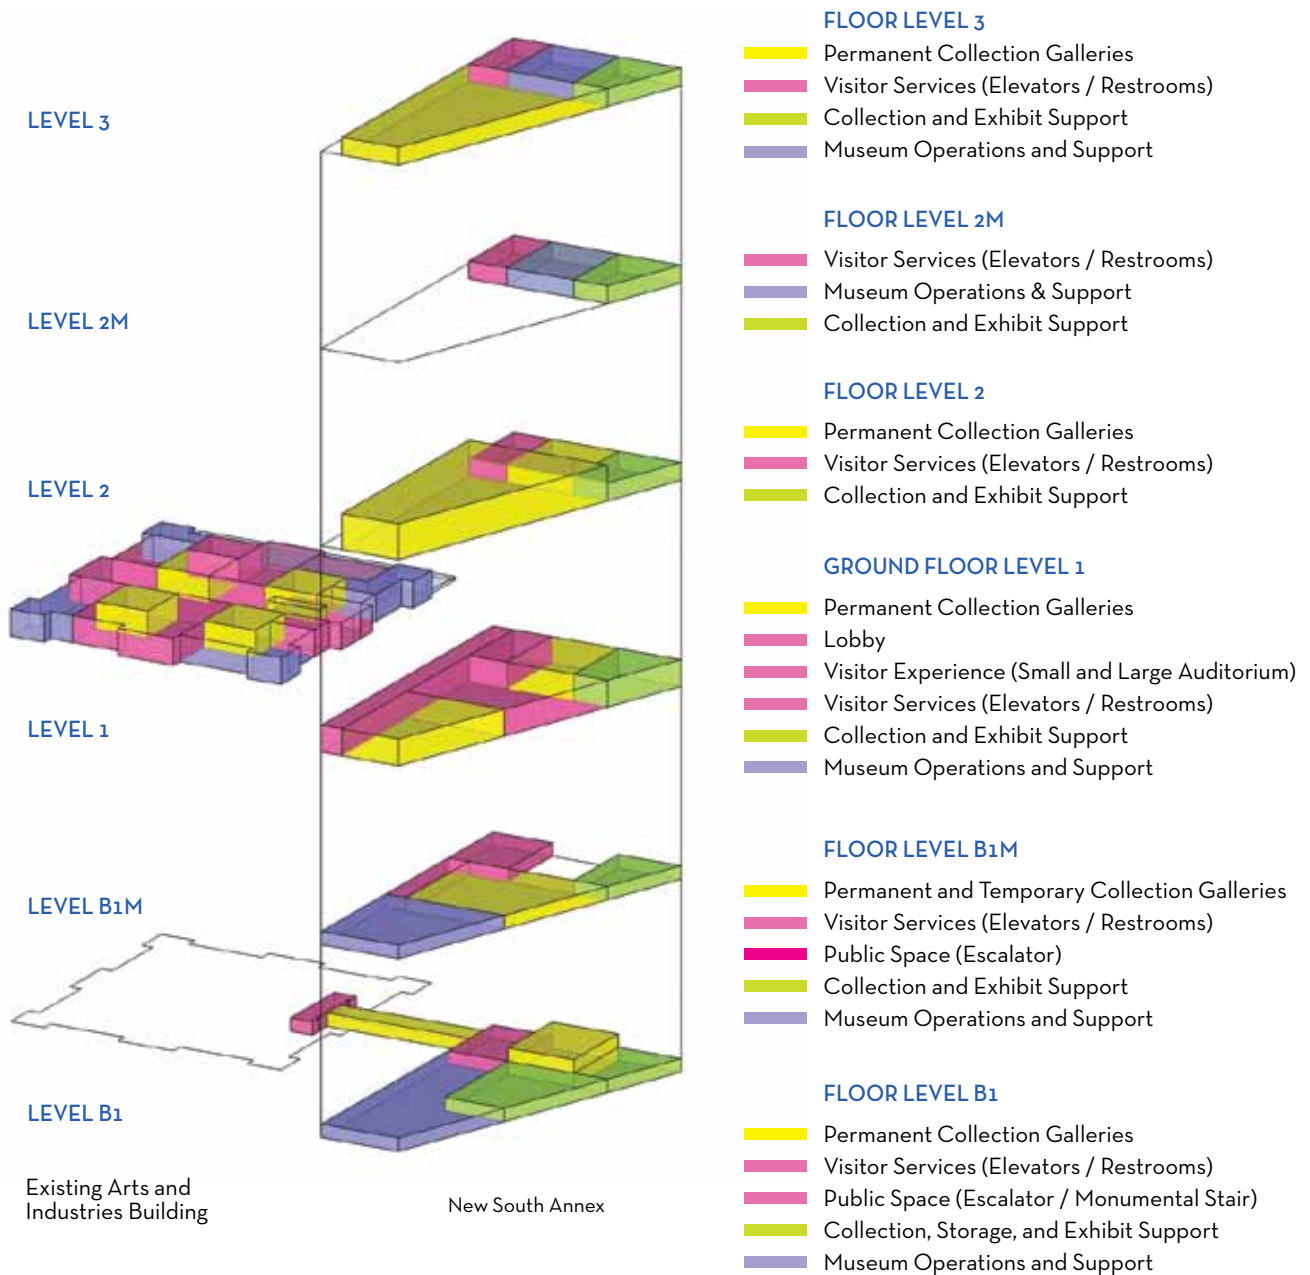 FLOOR LEVEL 3
Permanent Collection Galleries
Visitor Services (Elevators / Restrooms)
Collection and Exhibit Support
Museum Operations and Support
LEVEL 3
FLOOR LEVEL 2M
Visitor Services (Elevators / Restrooms)
Museum Operations & Support
Collection and Exhibit Support
LEVEL 2M
FLOOR LEVEL 2
Permanent Collection Galleries
Visitor Services (Elevators / Restrooms)
Collection and Exhibit Support
LEVEL 2
GROUND FLOOR LEVEL 1
Permanent Collection Galleries
Lobby
Visitor Experience (Small and Large Auditorium)
Visitor Services (Elevators / Restrooms)
Collection and Exhibit Support
Museum Operations and Support
LEVEL 1
FLOOR LEVEL B1M
Permanent and Temporary Collection Galleries
Visitor Services (Elevators / Restrooms)
Public Space (Escalator)
Collection and Exhibit Support
Museum Operations and Support
LEVEL B1M
FLOOR LEVEL B1
Permanent Collection Galleries
Visitor Services (Elevators / Restrooms)
Public Space (Escalator / Monumental Stair)
Collection, Storage, and Exhibit Support
Museum Operations and Support
LEVEL B1
Existing Arts and
Industries Building
New South Annex